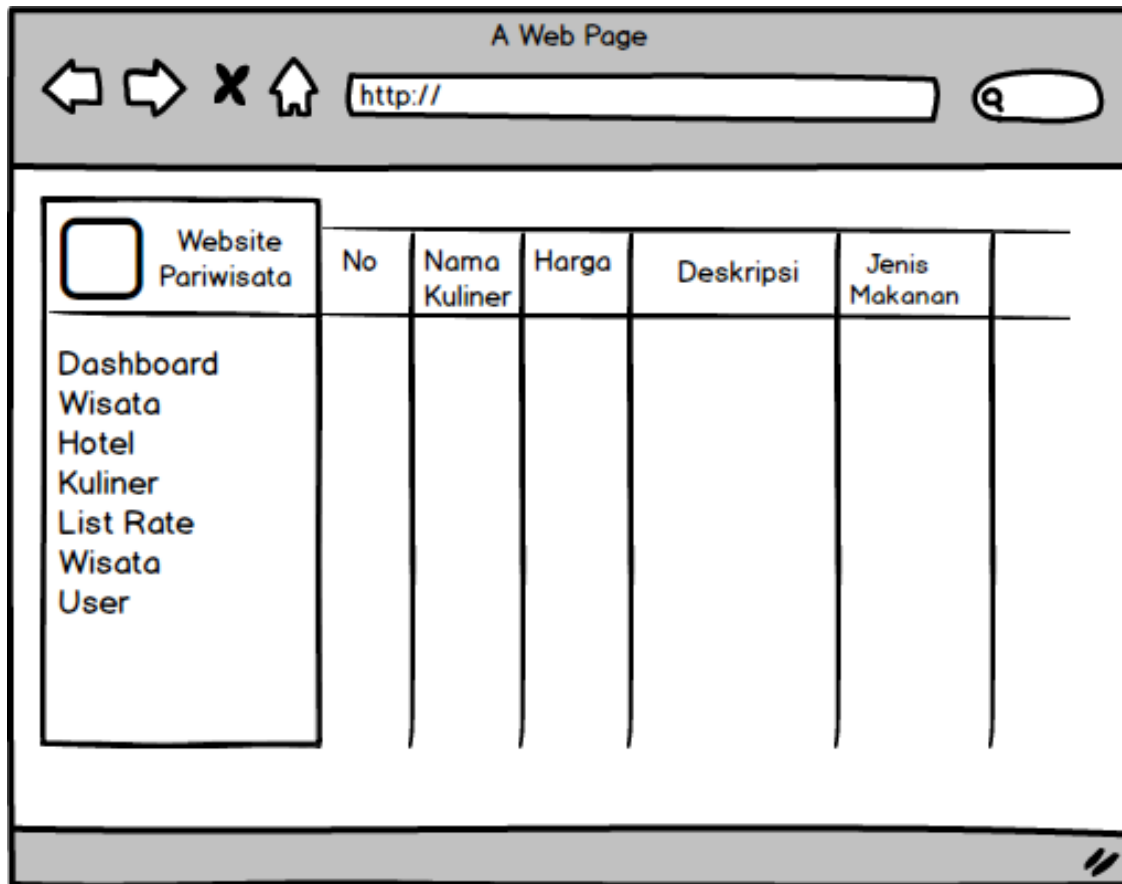 A Web Page
http://
Website
Pariwisata
No
Nama
Kuliner
Harga
Deskripsi
Jenis
Makanan
Dashboard
Wisata
Hotel
Kuliner
List Rate
Wisata
User